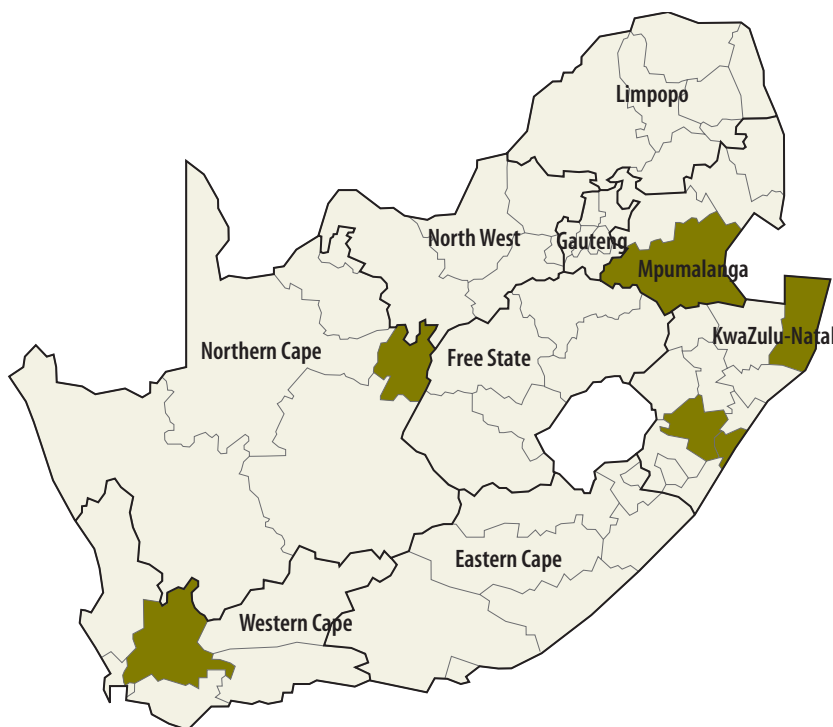 Limpopo
North West
Gauteng
Mpumalanga
KwaZulu-Natal
Northern Cape
Free State
Eastern Cape
Western Cape